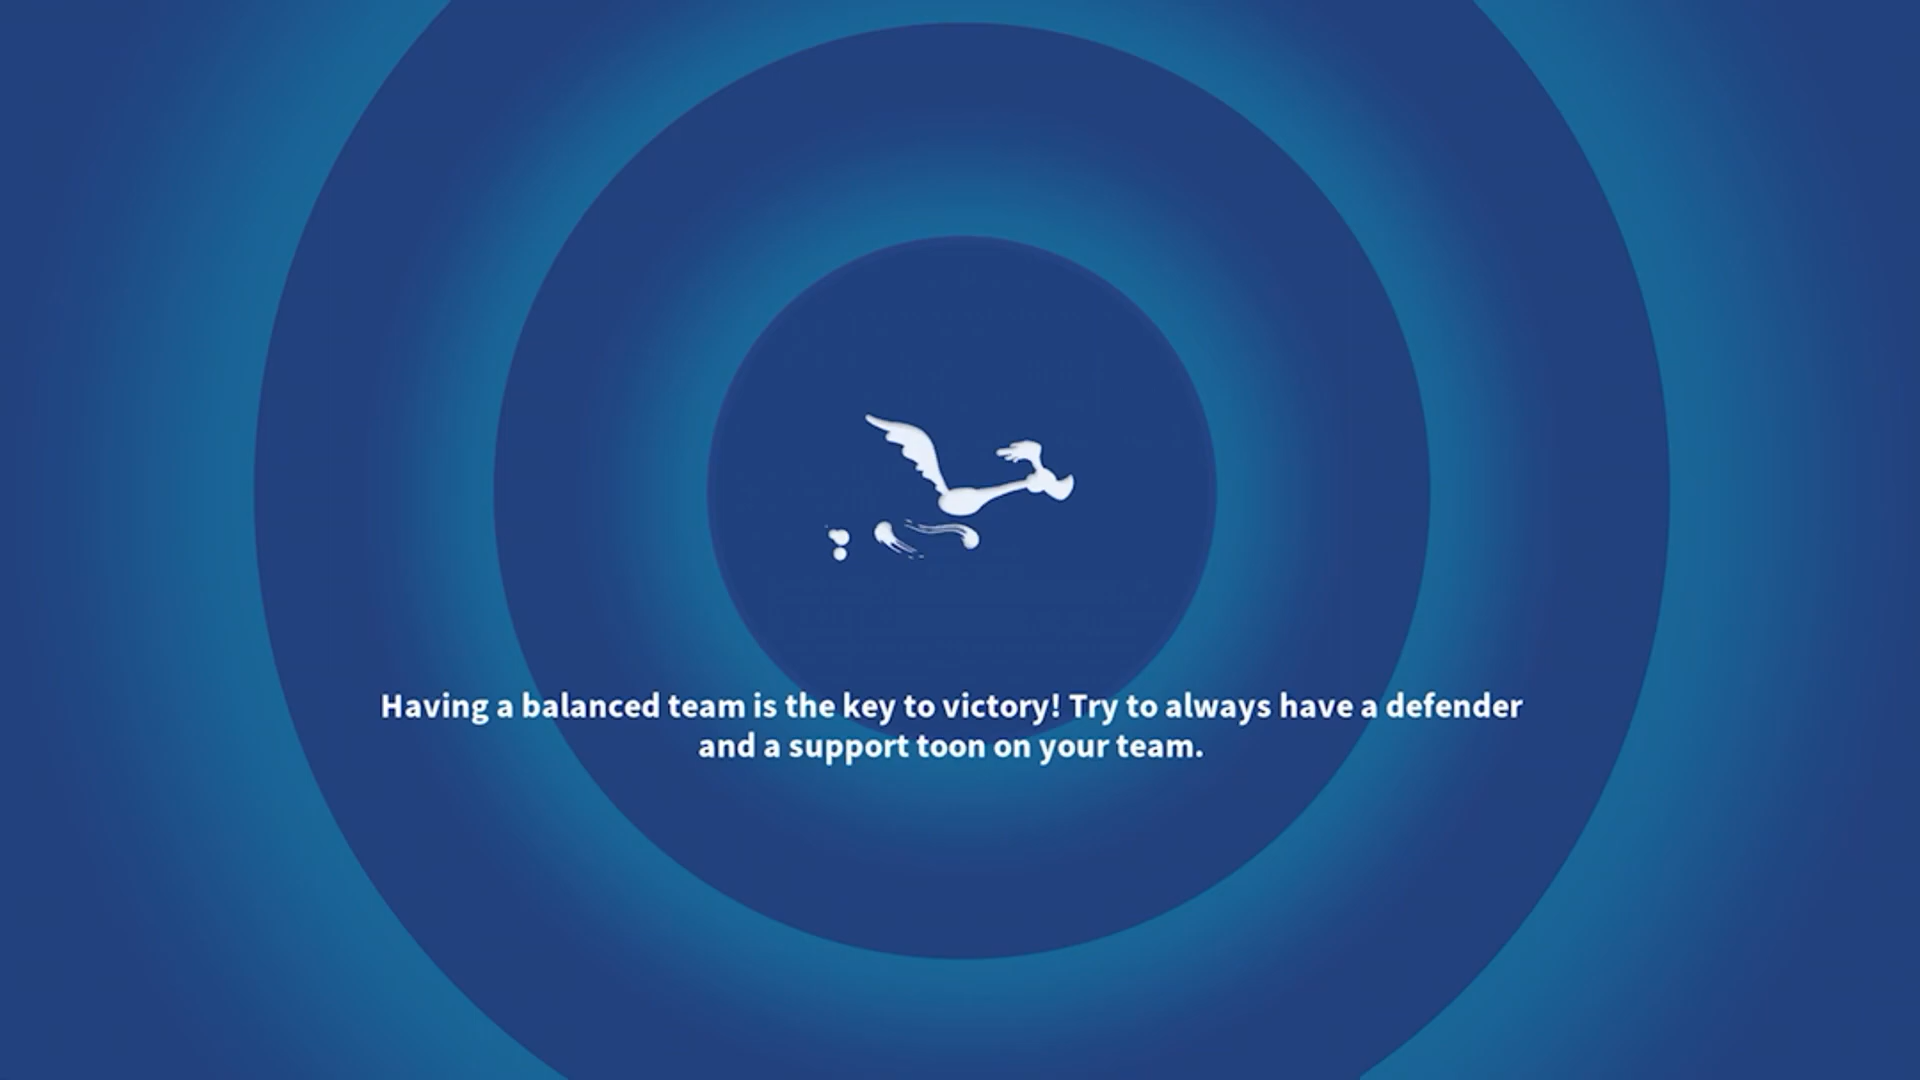 Having a balanced team is the key to victory! Try to always have a defender
and a support toon on your team.